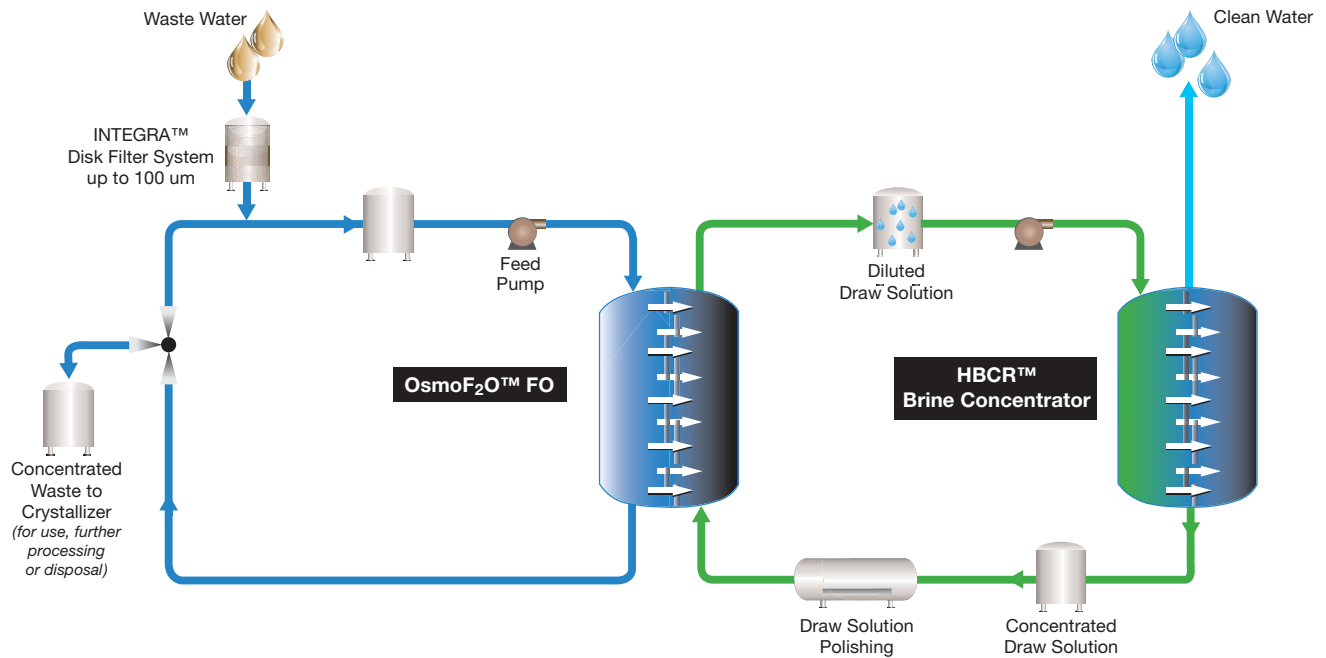 Waste Water
Clean Water
INTEGRA™
Disk Filter System
up to 100 um
Feed
Pump
Diluted
Draw Solution
OsmoF₂O™ FO
HBCR™
Brine Concentrator
Concentrated
Waste to
Crystallizer
(for use, further
processing
or disposal)
Draw Solution
Polishing
Concentrated
Draw Solution